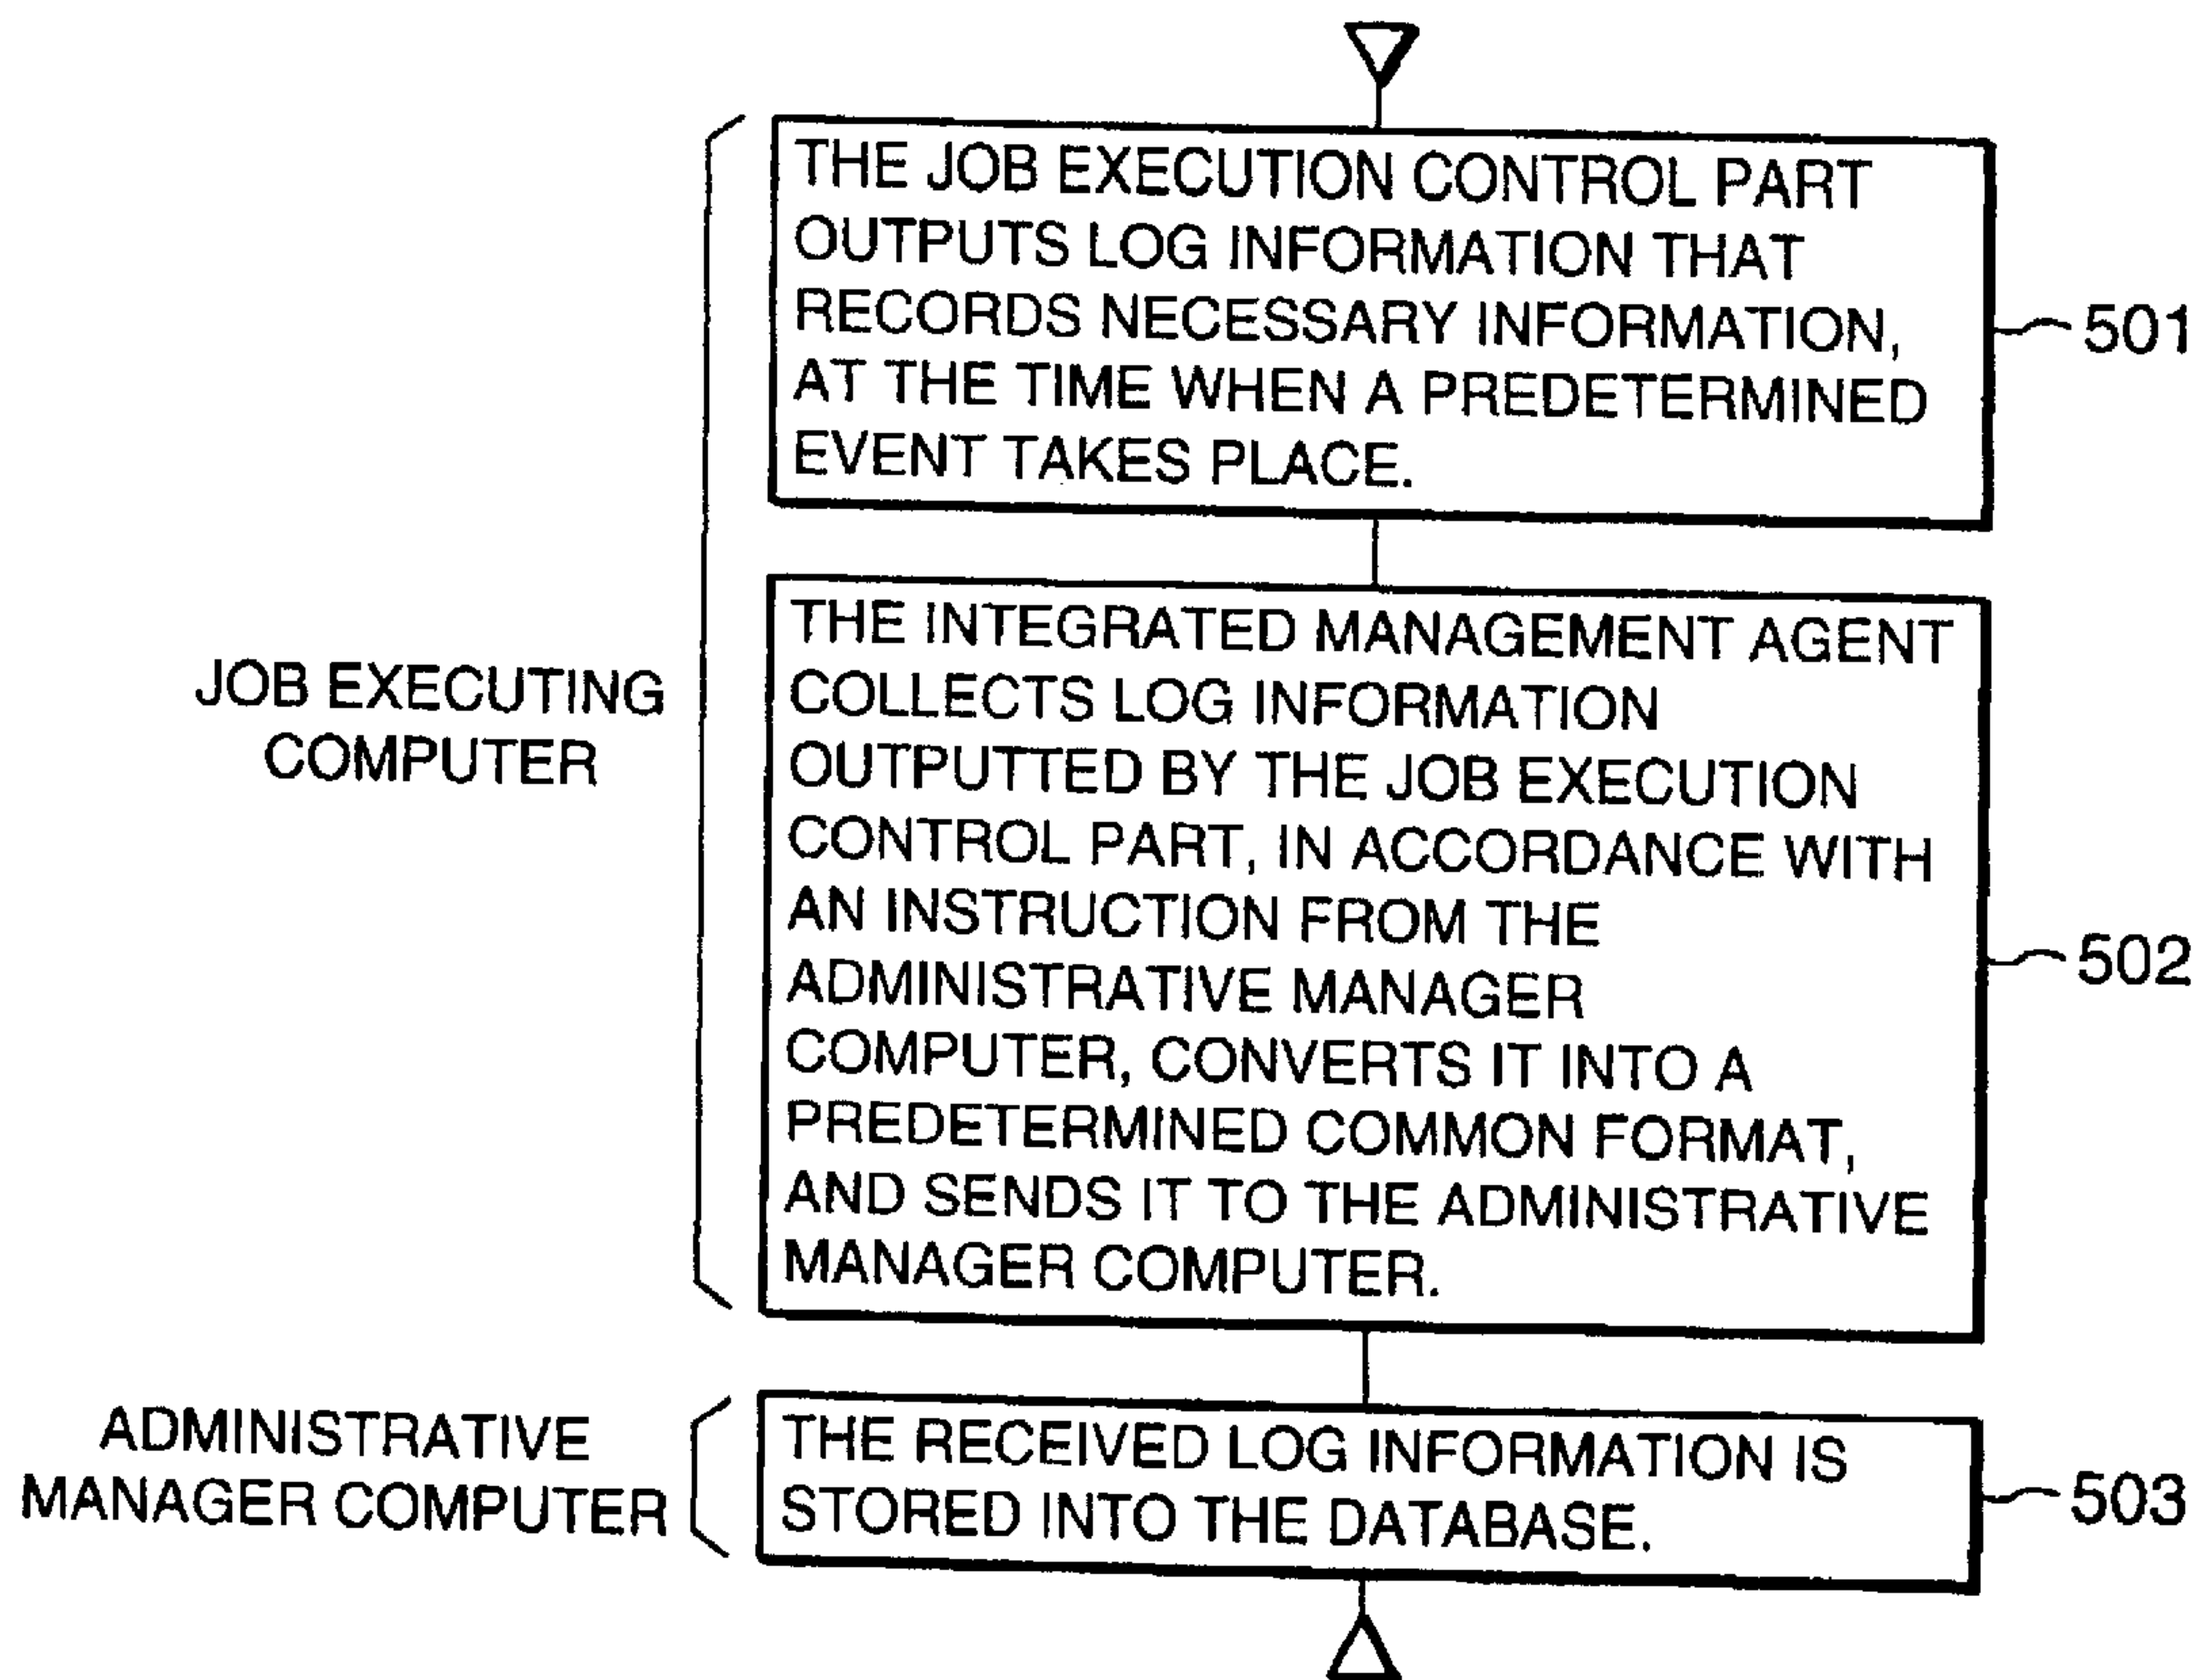 THE JOB EXECUTION CONTROL PART
OUTPUTS LOG INFORMATION THAT
RECORDS NECESSARY INFORMATION,
AT THE TIME WHEN A PREDETERMINED
EVENT TAKES PLACE.
501
JOB EXECUTING
COMPUTER
THE INTEGRATED MANAGEMENT AGENT
COLLECTS LOG INFORMATION
OUTPUTTED BY THE JOB EXECUTION
CONTROL PART, IN ACCORDANCE WITH
AN INSTRUCTION FROM THE
ADMINISTRATIVE MANAGER
COMPUTER, CONVERTS IT INTO A
PREDETERMINED COMMON FORMAT,
AND SENDS IT TO THE ADMINISTRATIVE
MANAGER COMPUTER.
502
ADMINISTRATIVE
MANAGER COMPUTER
THE RECEIVED LOG INFORMATION IS
STORED INTO THE DATABASE.
503